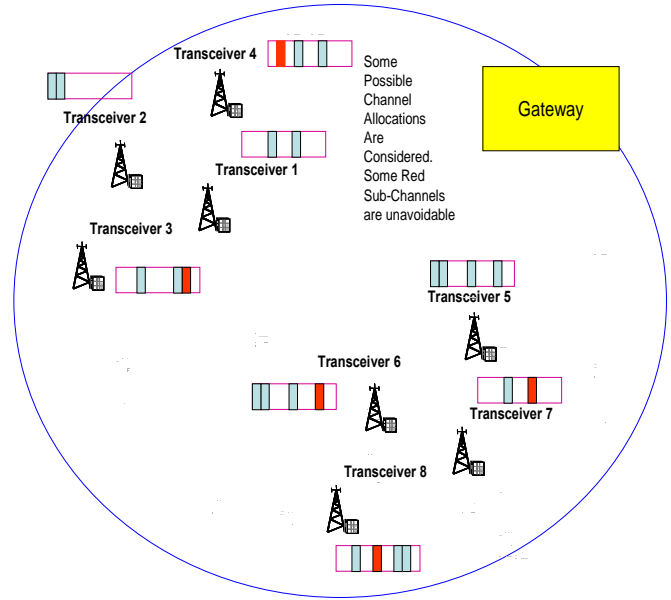 Transceiver 4
Some
Possible
Channel
Allocations
Are
Considered.
Some Red
Sub-Channels
are unavoidable
Gateway
Transceiver 2
Transceiver 1
Transceiver 3
Transceiver 5
Transceiver 6
Transceiver 7
Transceiver 8